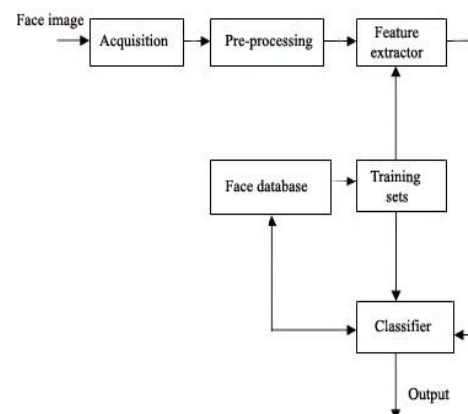 Face image
Acquisition
Pre-processing
Feature
extractor
Face database
Training
sets
Classifier
Output